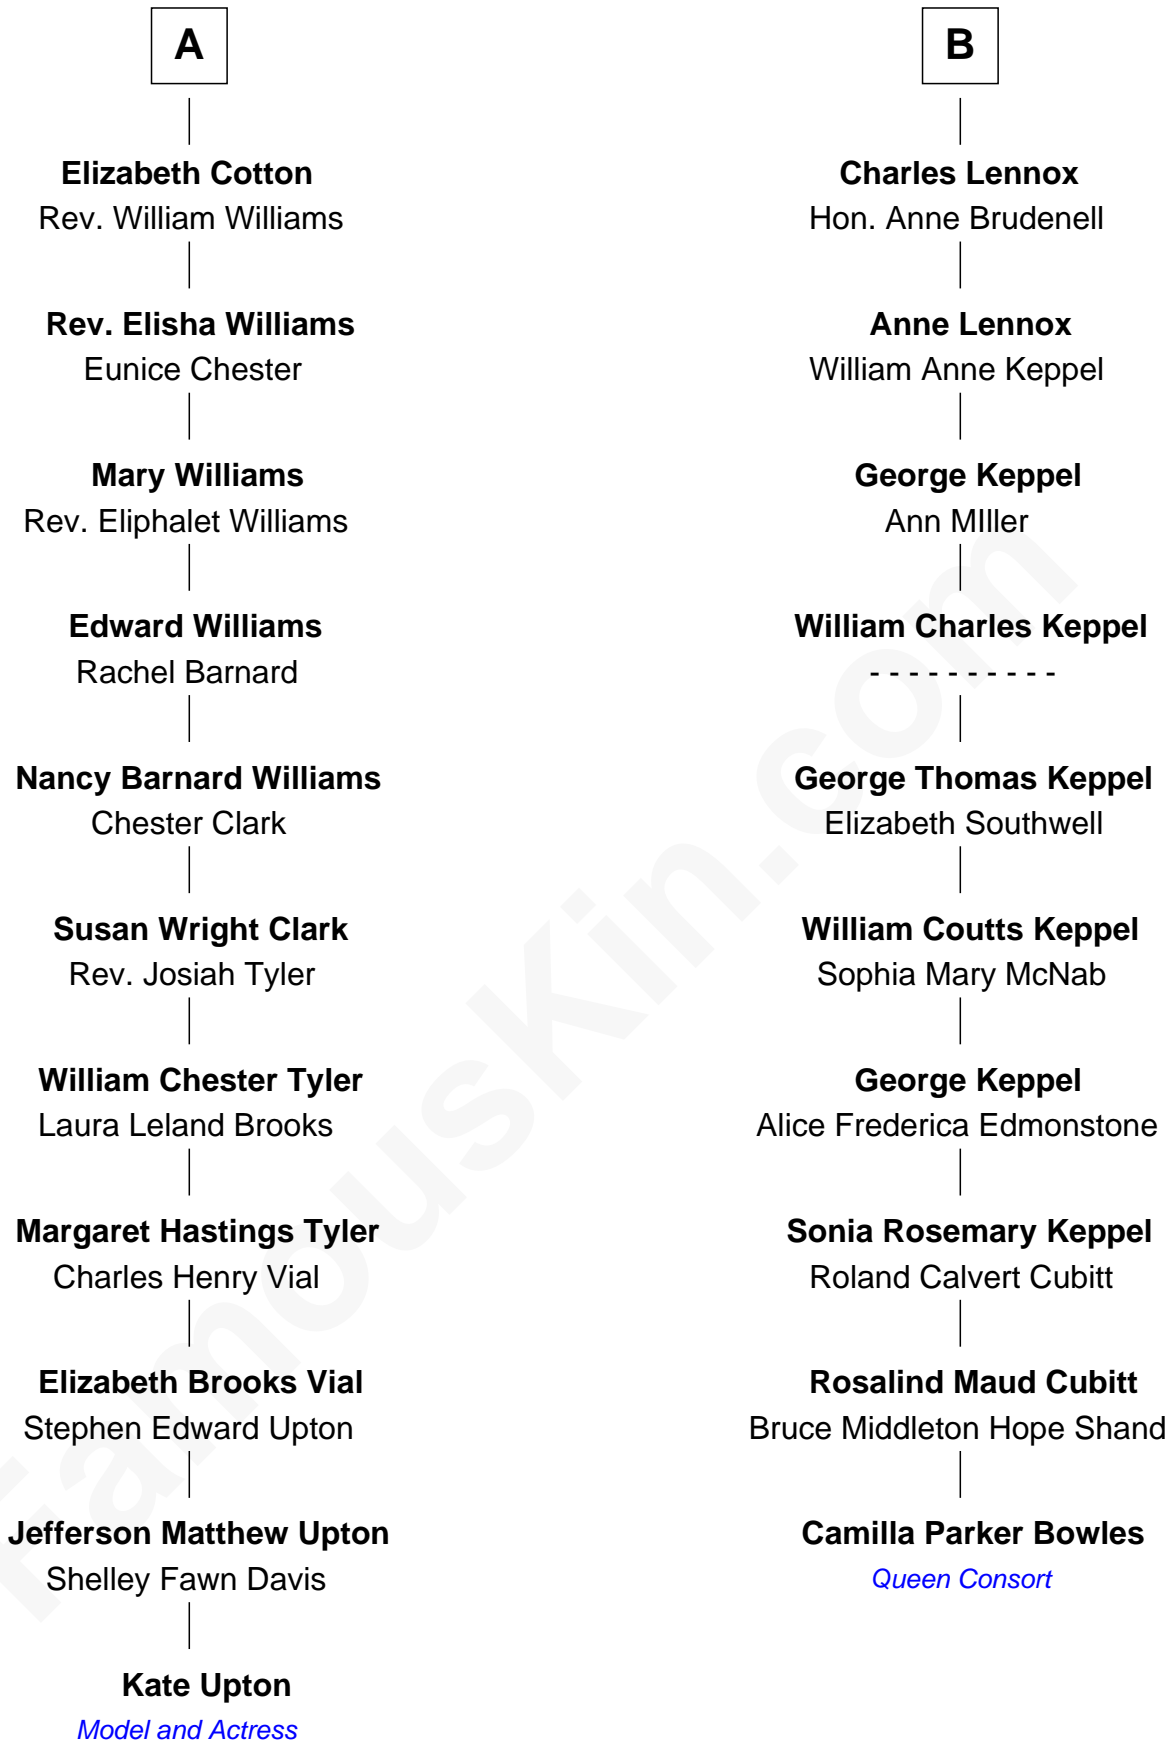 A
Elizabeth Cotton
Rev. William Williams
Rev. Elisha Williams
Eunice Chester
Mary Williams
Rev. Eliphalet Williams
Edward Williams
Rachel Barnard
Nancy Barnard Williams
Chester Clark
Susan Wright Clark
Rev. Josiah Tyler
William Chester Tyler
Laura Leland Brooks
Margaret Hastings Tyler
Charles Henry Vial
Elizabeth Brooks Vial
Stephen Edward Upton
Jefferson Matthew Upton
Shelley Fawn Davis
Kate Upton
Model and Actress
B
Charles Lennox
Hon. Anne Brudenell
Anne Lennox
William Anne Keppel
George Keppel
Ann MIller
William Charles Keppel
- - - - - - - - - -
George Thomas Keppel
Elizabeth Southwell
William Coutts Keppel
Sophia Mary McNab
George Keppel
Alice Frederica Edmonstone
Sonia Rosemary Keppel
Roland Calvert Cubitt
Rosalind Maud Cubitt
Bruce Middleton Hope Shand
Camilla Parker Bowles
Queen Consort
FamousKin.com